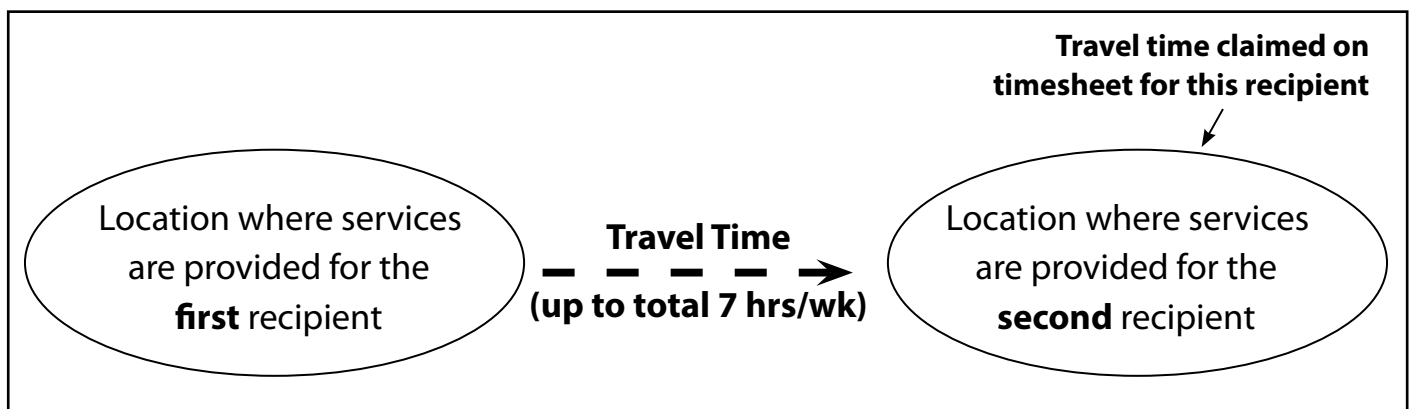 Travel time claimed on
timesheet for this recipient
Location where services
are provided for the
first recipient
Travel Time
(up to total 7 hrs/wk)
Location where services
are provided for the
second recipient